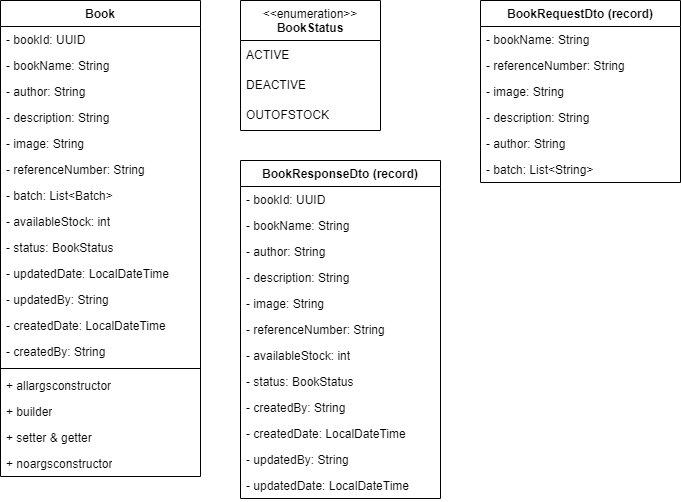 Book
- bookId: UUID
- bookName: String
- author: String
- description: String
- image: String
- referenceNumber: String
- batch: List<Batch>
- availableStock: int
- status: BookStatus
- updatedDate: LocalDateTime
- updatedBy: String
- createdDate: LocalDateTime
- createdBy: String
+ allargsconstructor
+ builder
+ setter & getter
+ noargsconstructor
<<enumeration>>
BookStatus
ACTIVE
DEACTIVE
OUTOFSTOCK
BookResponseDto (record)
- bookId: UUID
- bookName: String
- author: String
- description: String
- image: String
- referenceNumber: String
- availableStock: int
- status: BookStatus
- createdBy: String
- createdDate: LocalDateTime
- updatedBy: String
- updatedDate: LocalDateTime
BookRequestDto (record)
- bookName: String
- referenceNumber: String
- image: String
- description: String
- author: String
- batch: List<String>